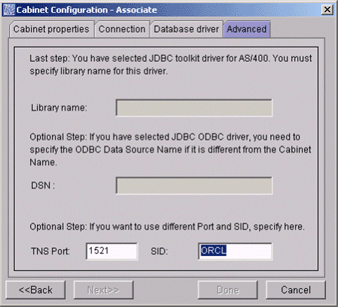 Cabinet Configuration - Associate
Cabinet properties Connection Database driver Advanced
Last step: You have selected JDBC toolkit driver for AS/400. You must
specify library name for this driver.
Library name:
Optional Step: If you have selected JDBC ODBC driver, you need to
specify the ODBC Data Source Name if it is different from the Cabinet
Name.
DSN :
Optional Step: If you want to use different Port and SID, specify here.
TNS Port: 1521 SID: ORCL
<<Back Next>> Done Cancel